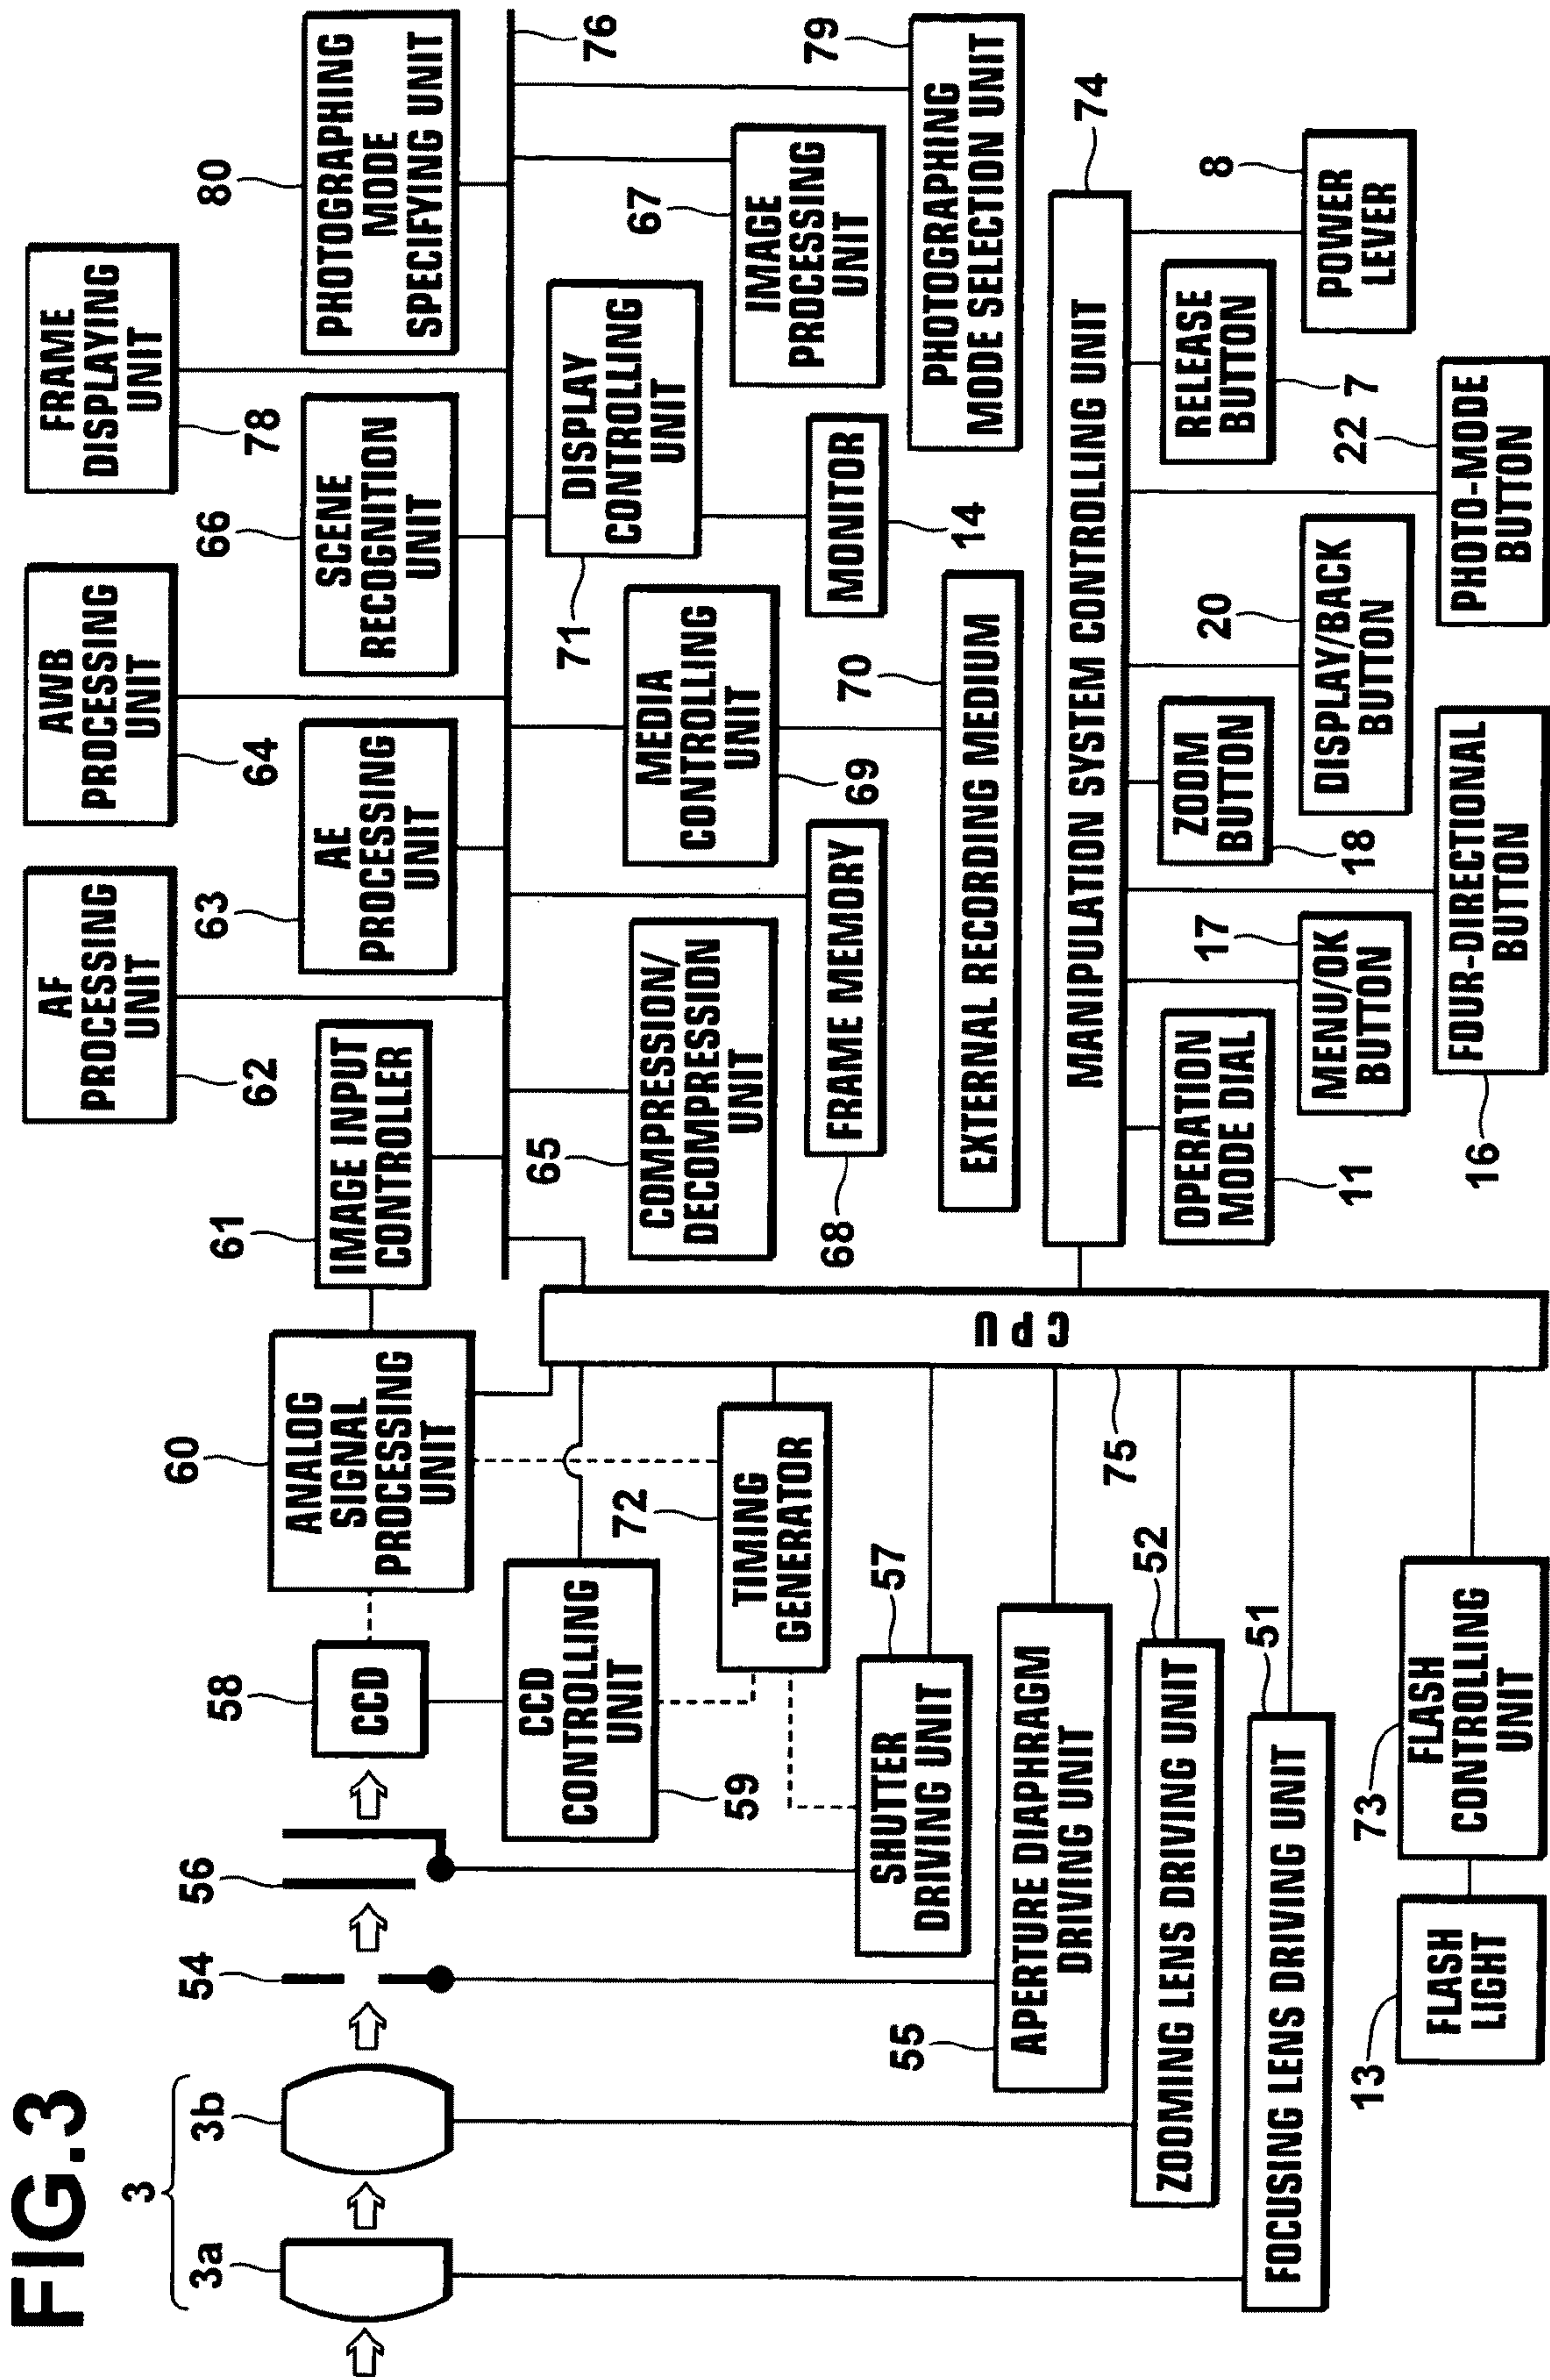 FIG.3
3
3a
3b
54
56
58
CCD
60
ANALOG
SIGNAL
PROCESSING
UNIT
61
IMAGE INPUT
CONTROLLER
AF
PROCESSING
UNIT
62
63
AE
PROCESSING
UNIT
AWB
PROCESSING
UNIT
64
66
SCENE
RECOGNITION
UNIT
FRAME
DISPLAYING
UNIT
78
80
PHOTOGRAPHING
MODE
SPECIFYING UNIT
76
CCD
CONTROLLING
UNIT
59
72
TIMING
GENERATOR
57
SHUTTER
DRIVING UNIT
55
APERTURE DIAPHRAGM
DRIVING UNIT
52
ZOOMING LENS DRIVING UNIT
51
FOCUSING LENS DRIVING UNIT
73
FLASH
CONTROLLING
UNIT
13
FLASH
LIGHT
75
CPU
65
COMPRESSION/
DECOMPRESSION
UNIT
68
FRAME MEMORY
MEDIA
CONTROLLING
UNIT
69
70
EXTERNAL RECORDING MEDIUM
71
DISPLAY
CONTROLLING
UNIT
MONITOR
14
67
IMAGE
PROCESSING
UNIT
79
PHOTOGRAPHING
MODE SELECTION UNIT
74
MANIPULATION SYSTEM CONTROLLING UNIT
OPERATION
MODE DIAL
11
17
MENU/OK
BUTTON
16
FOUR-DIRECTIONAL
BUTTON
ZOOM
BUTTON
18
20
DISPLAY/BACK
BUTTON
22
PHOTO-MODE
BUTTON
RELEASE
BUTTON
7
8
POWER
LEVER